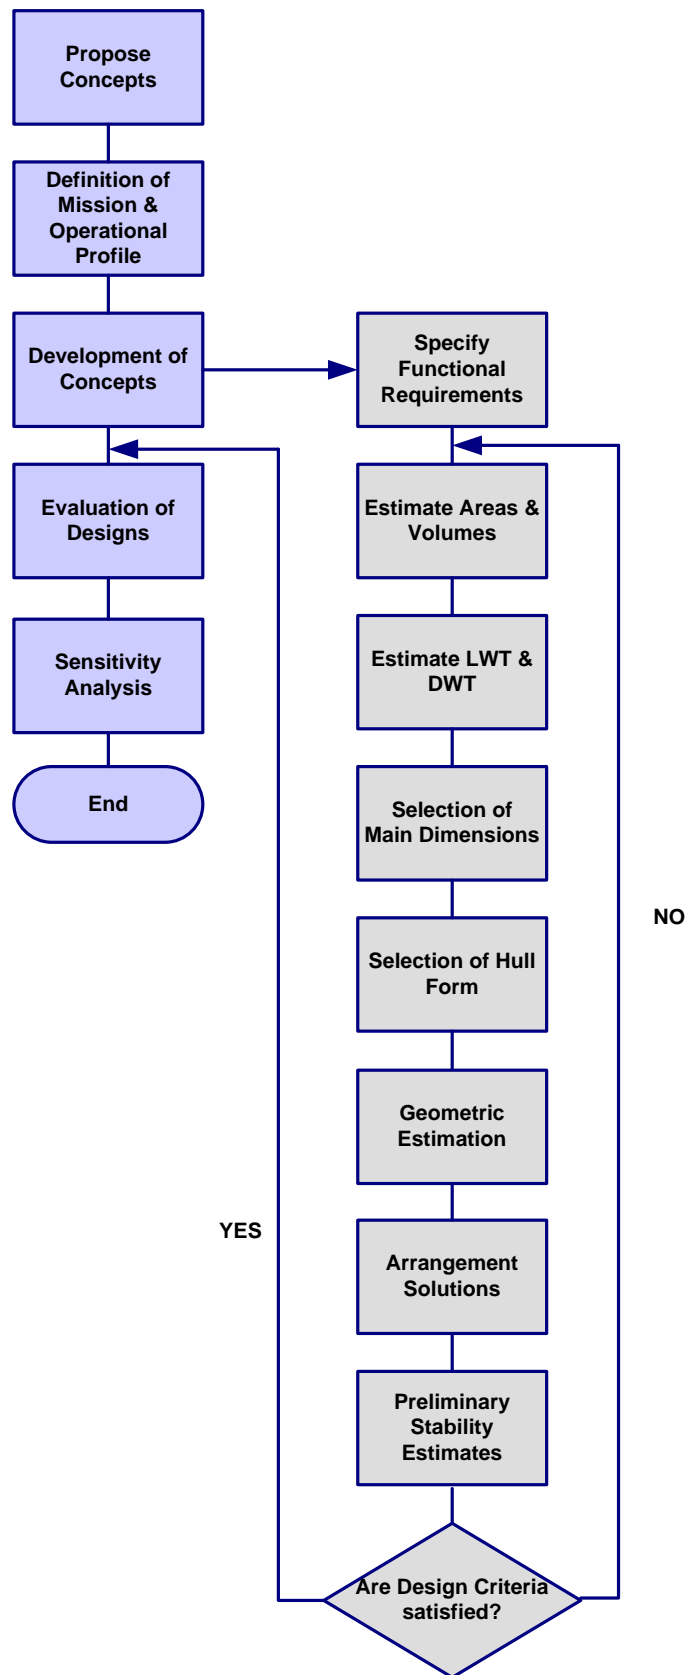 Propose
Concepts
Definition of
Mission &
Operational
Profile
Development of
Concepts
Specify
Functional
Requirements
Evaluation of
Designs
Estimate Areas &
Volumes
Sensitivity
Analysis
Estimate LWT &
DWT
End
Selection of
Main Dimensions
NO
Selection of Hull
Form
Geometric
Estimation
YES
Arrangement
Solutions
Preliminary
Stability
Estimates
Are Design Criteria
satisfied?